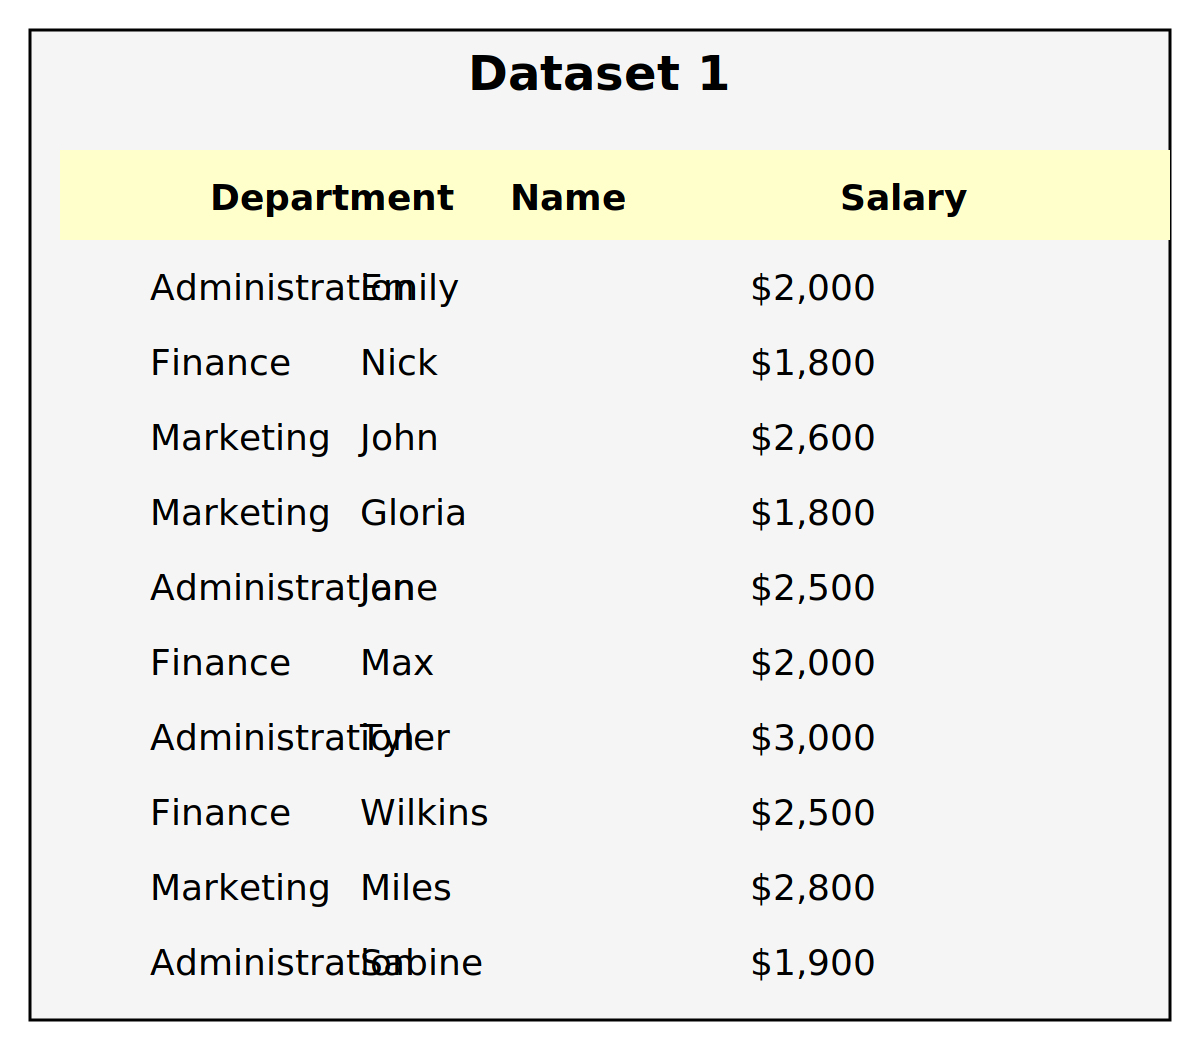 Dataset 1
Department Name Salary
Administration Emily $2,000
Finance Nick $1,800
Marketing John $2,600
Marketing Gloria $1,800
Administration Jane $2,500
Finance Max $2,000
Administration Tyler $3,000
Finance Wilkins $2,500
Marketing Miles $2,800
Administration Sabine $1,900